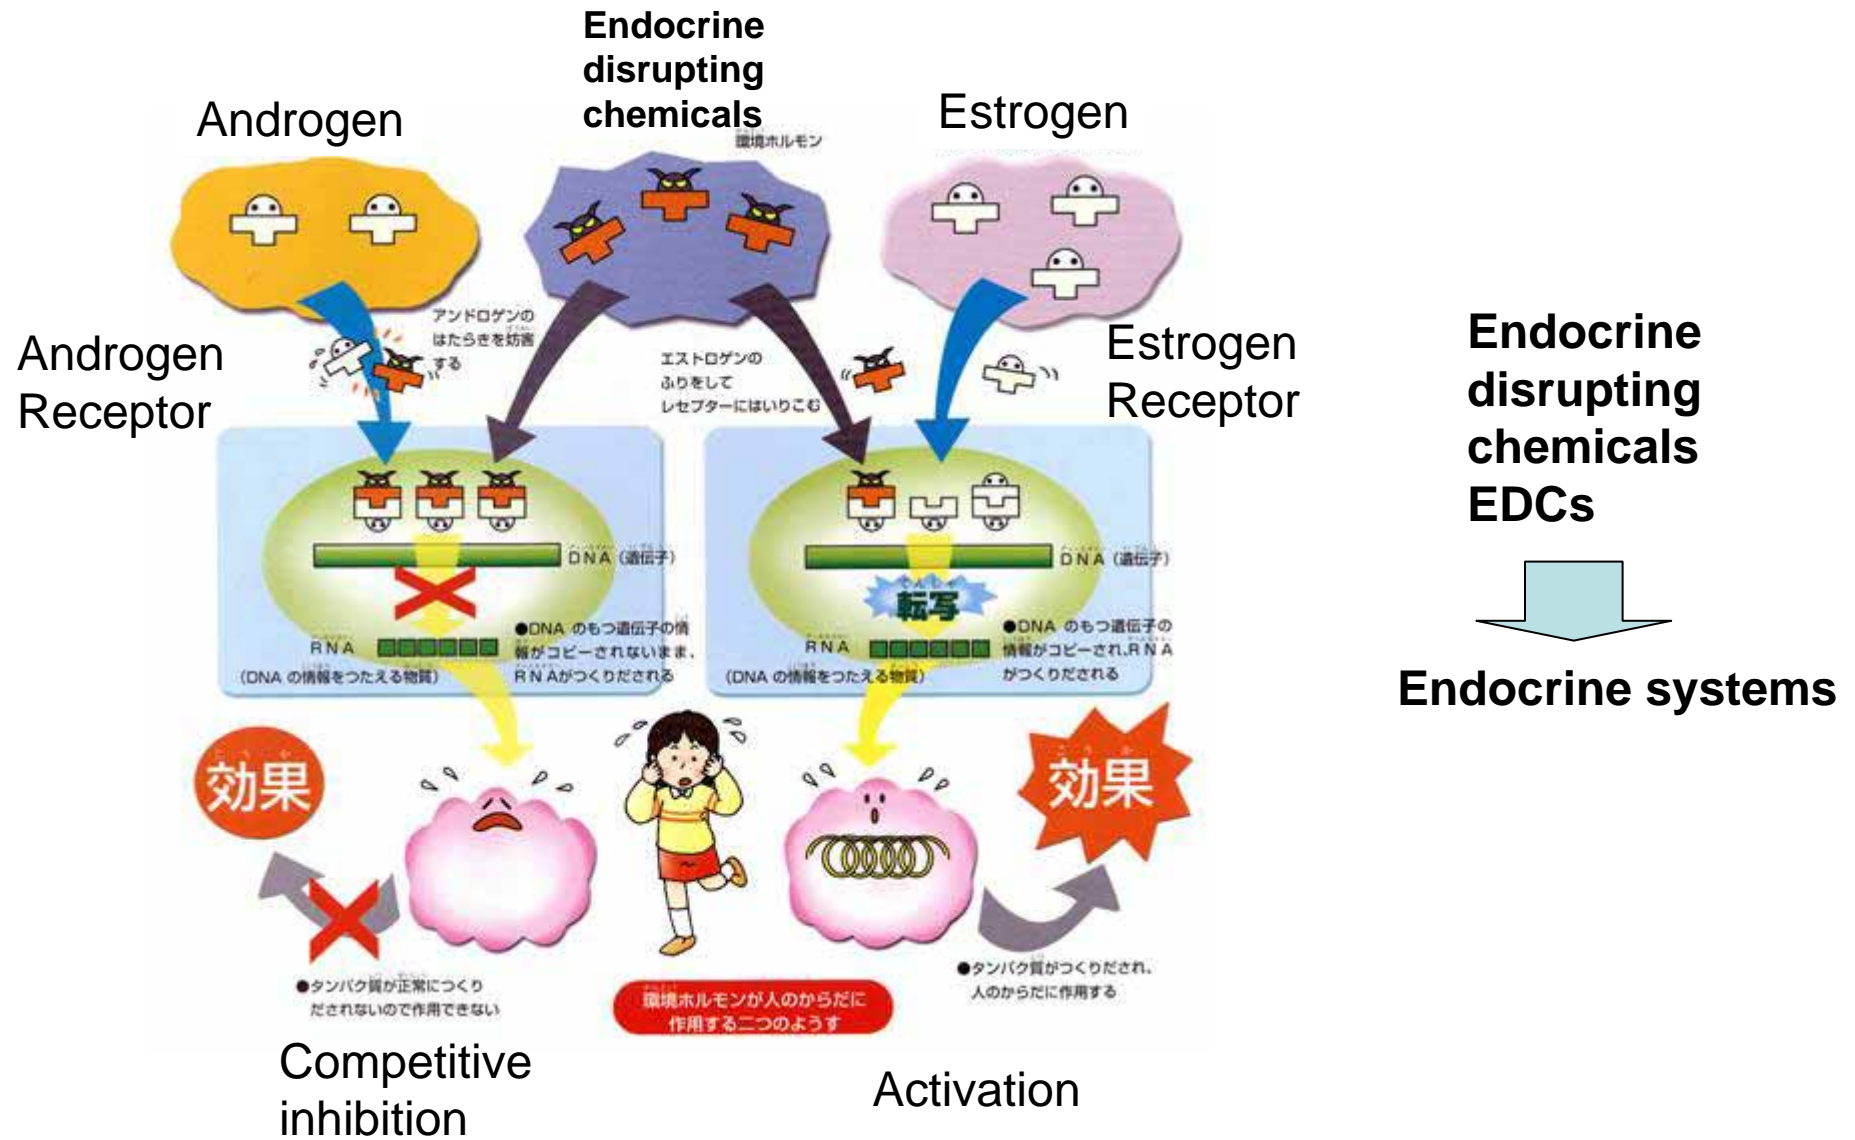 Endocrine
disrupting
chemicals
環境ホルモン
Androgen
Estrogen
アンドロゲンの
はたらきを妨害
する
Androgen
Receptor
エストロゲンの
ふりをして
レセプターにはいりこむ
Estrogen
Receptor
DNA（遺伝子）
RNA
（DNA の情報をつたえる物質）
●DNA のもつ遺伝子の情
報がコピーされないまま、
RNAがつくりだされる
DNA（遺伝子）
てんしゃ
転写
RNA
（DNA の情報をつたえる物質）
●DNA のもつ遺伝子の
情報がコピーされ、RNA
がつくりだされる
こうか
効果
こうか
効果
●タンパク質が正常につくり
だされないので作用できない
環境ホルモンが人のからだに
作用する二つのようす
●タンパク質がつくりだされ、
人のからだに作用する
Competitive
inhibition
Activation
Endocrine
disrupting
chemicals
EDCs
Endocrine systems